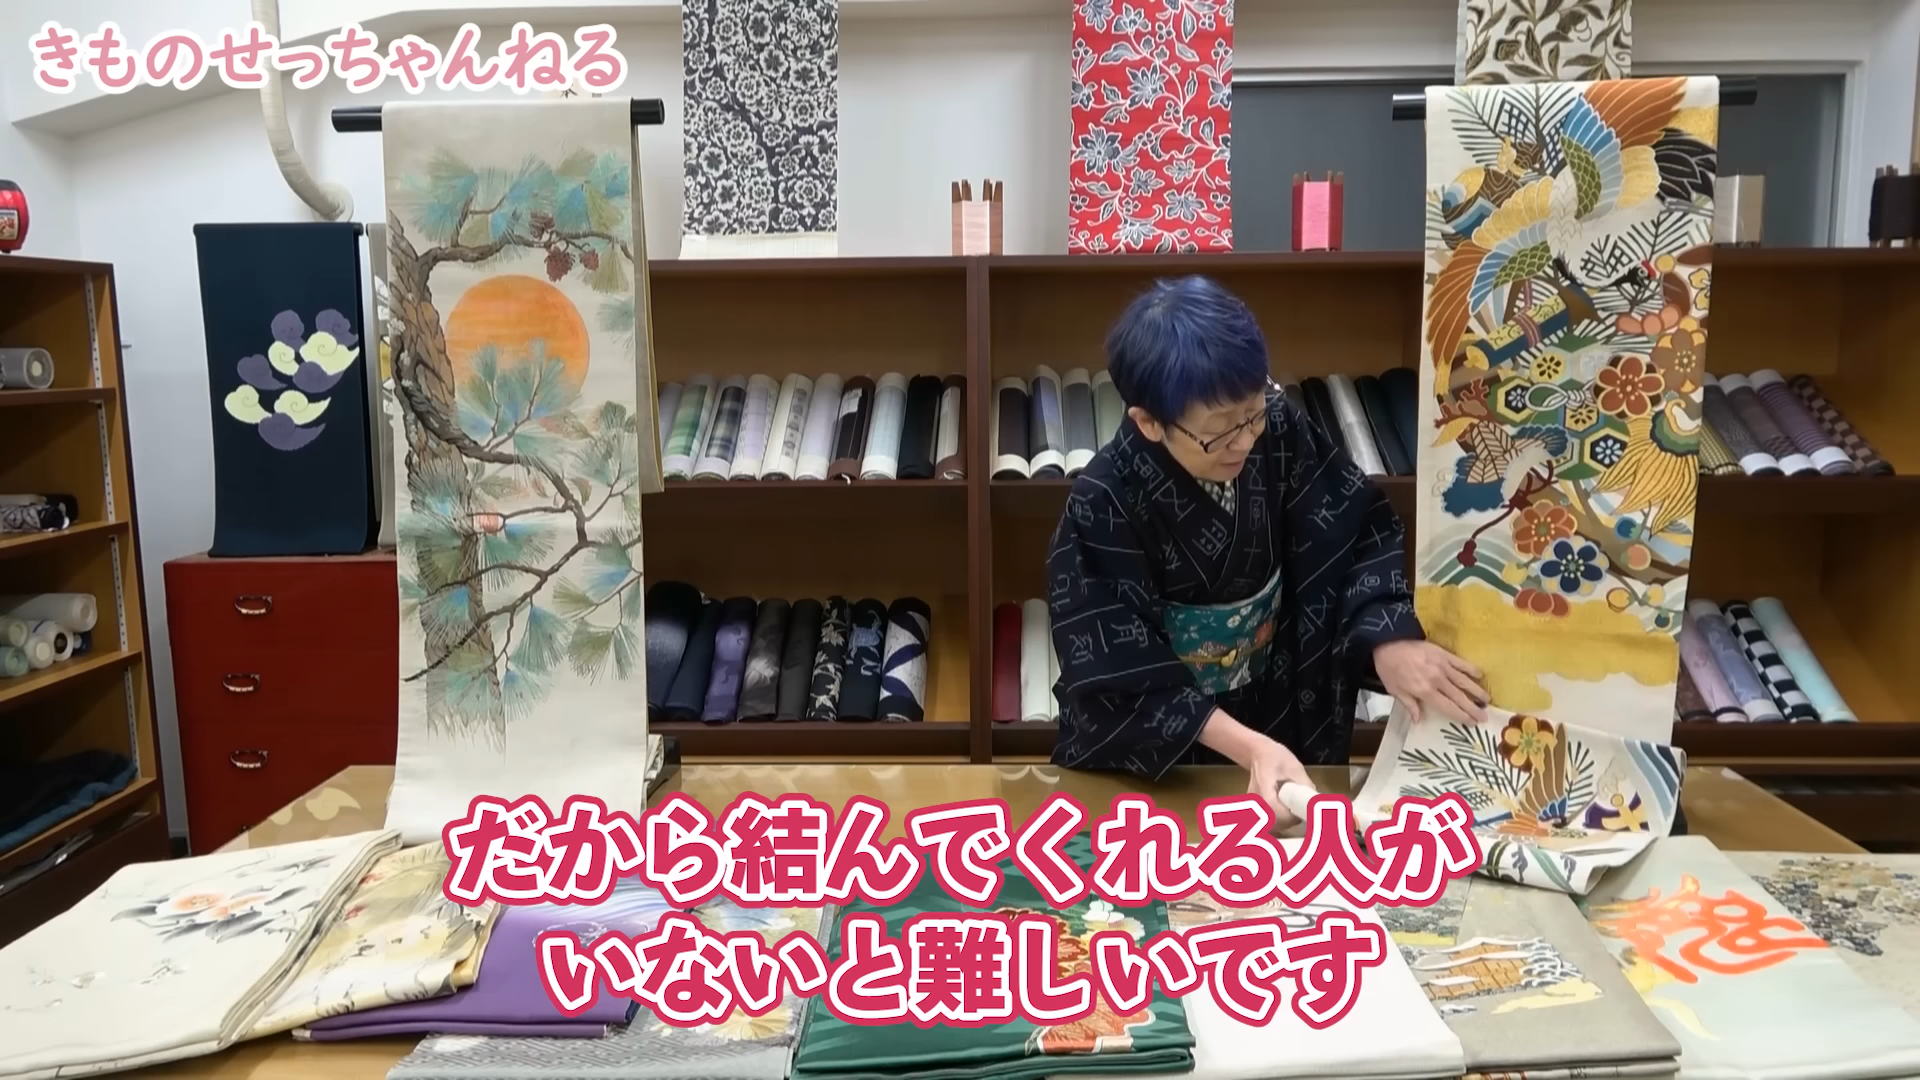 きものせっちゃんねる
だから結んでくれる人が
いないと難しいです